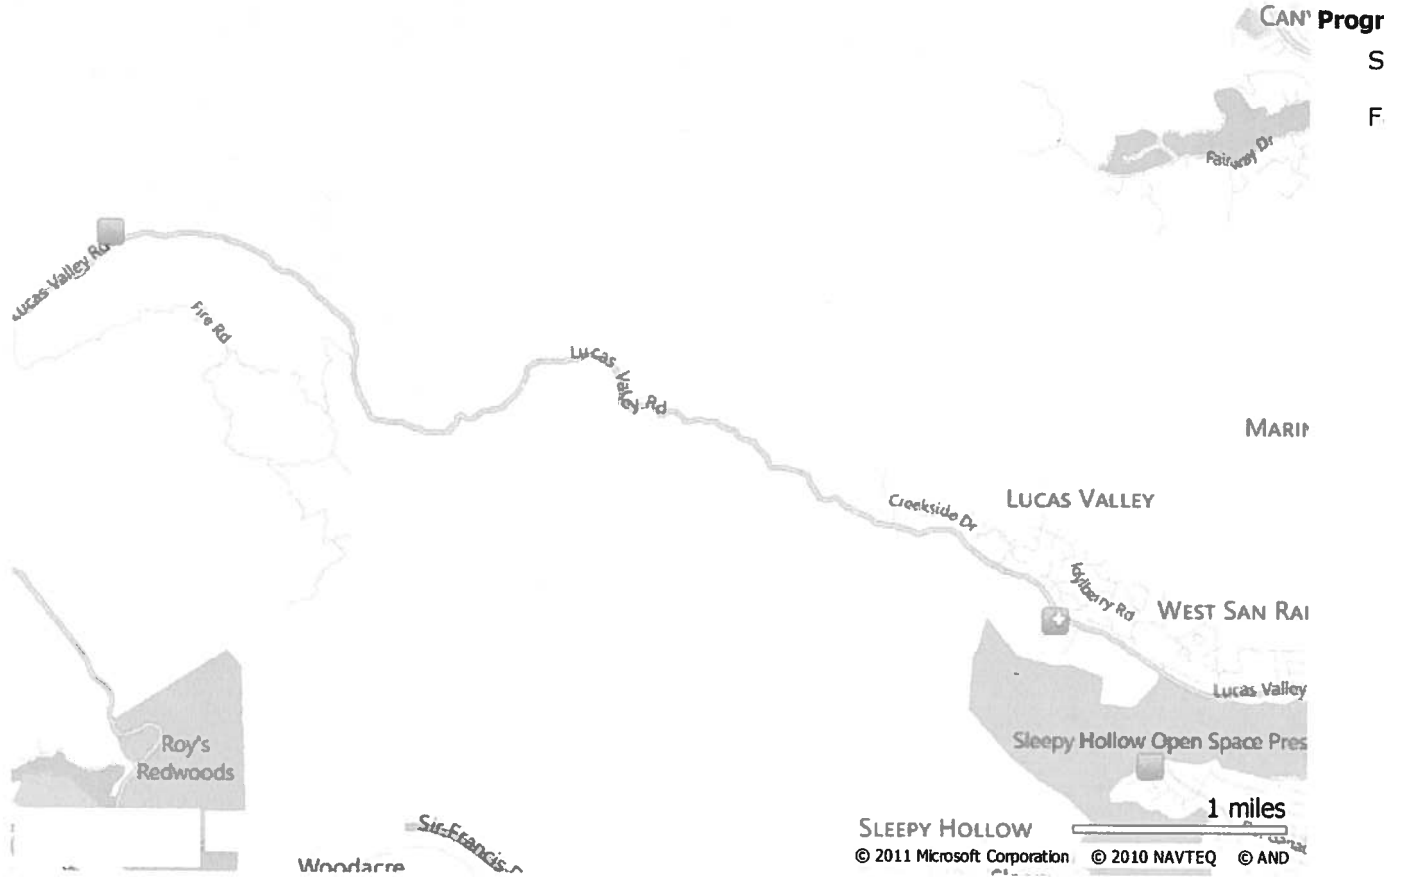 CAN
Progr
S
F
Fairway Dr
Lucas Valley Rd
Fire Rd
Lucas Valley Rd
MARIN
Creekside Dr
LUCAS VALLEY
Idylberry Rd
WEST SAN RA
Lucas Valley
Roy's
Redwoods
Sleepy Hollow Open Space Pres
1 miles
SLEEPY HOLLOW
Sir Francis
Woodacre
© 2011 Microsoft Corporation © 2010 NAVTEQ © AND